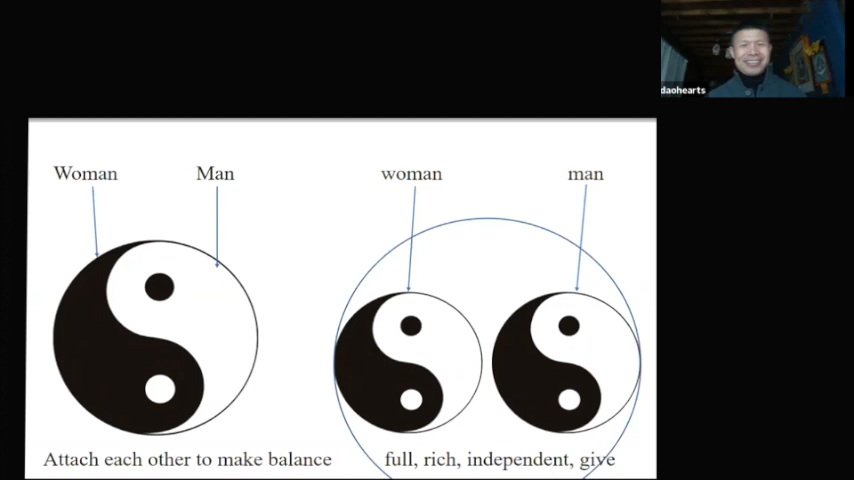 daohearts
Woman Man woman man
Attach each other to make balance full, rich, independent, give